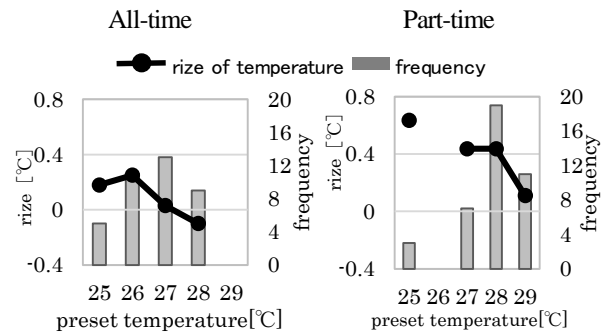 All-time Part-time
rize of temperature frequency
0.8 20 0.8 20
16 16
0.4 12 0.4 12
8 8
0 0
4 4
-0.4 0 -0.4 0
rize [℃] frequency rize [℃] frequency
25 26 27 28 29 25 26 27 28 29
preset temperature[℃] preset temperature[℃]